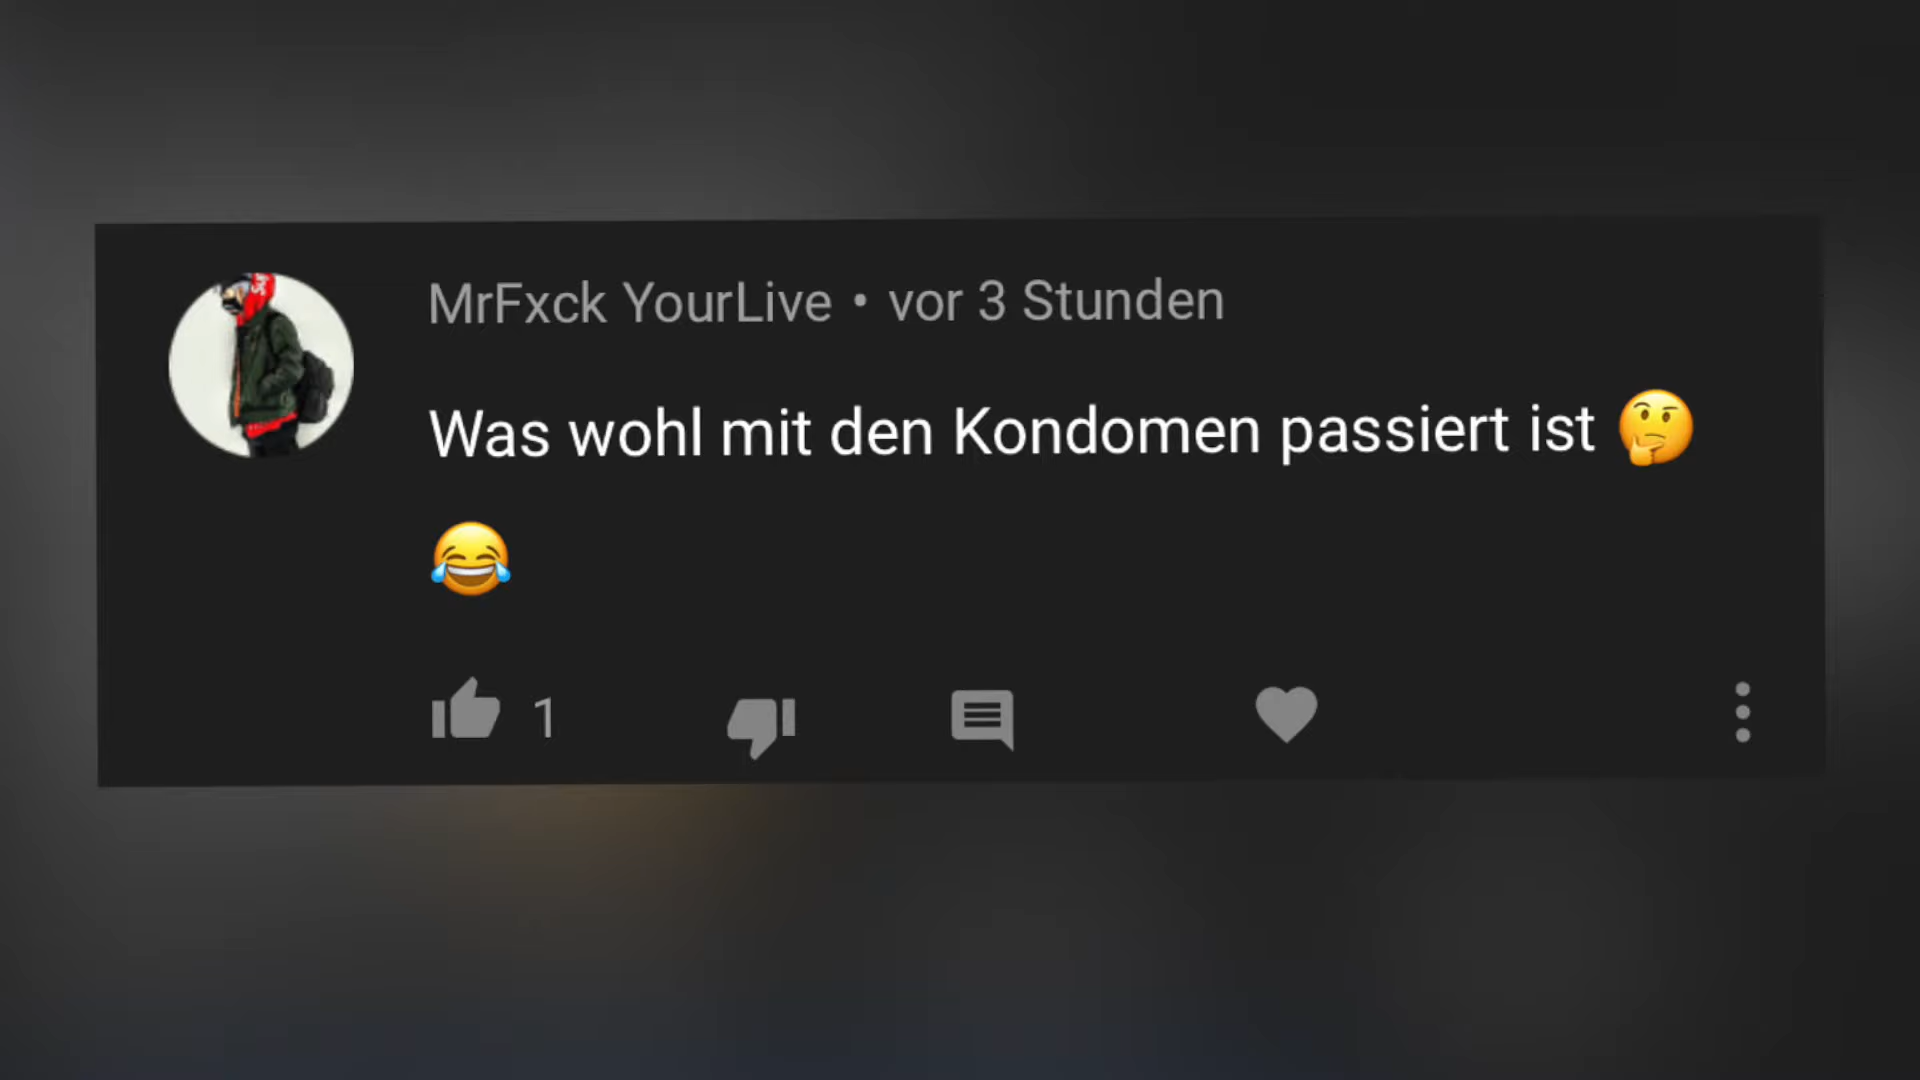 MrFxck YourLive • vor 3 Stunden
Was wohl mit den Kondomen passiert ist 🤔
😂
1